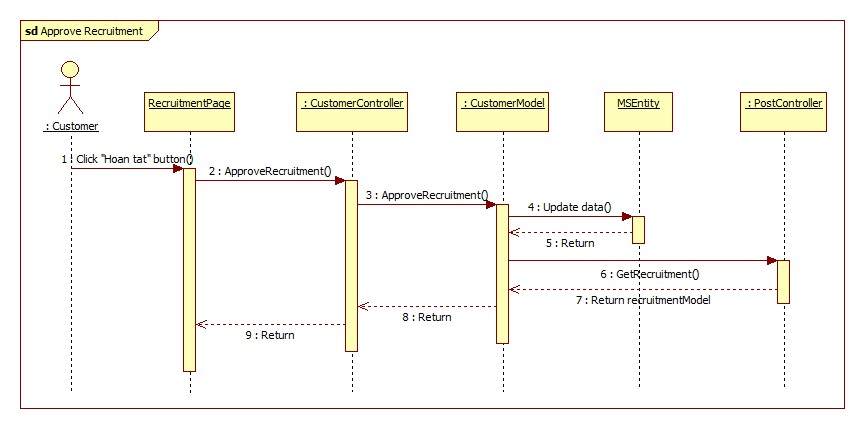 sd Approve Recruitment
: Customer
RecruitmentPage
: CustomerController
: CustomerModel
MSEntity
: PostController
1 : Click "Hoan tat" button()
2 : ApproveRecruitment()
3 : ApproveRecruitment()
4 : Update data()
5 : Return
6 : GetRecruitment()
7 : Return recruitmentModel
8 : Return
9 : Return